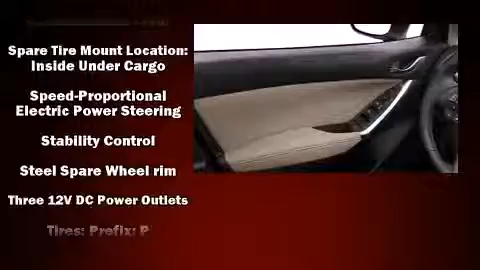 Spare Tire Mount Location:
Inside Under Cargo
Speed-Proportional
Electric Power Steering
Stability Control
Steel Spare Wheel rim
Three 12V DC Power Outlets
Tires: Prefix: P